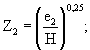 Z₂ = (e₂/H)^0,25;